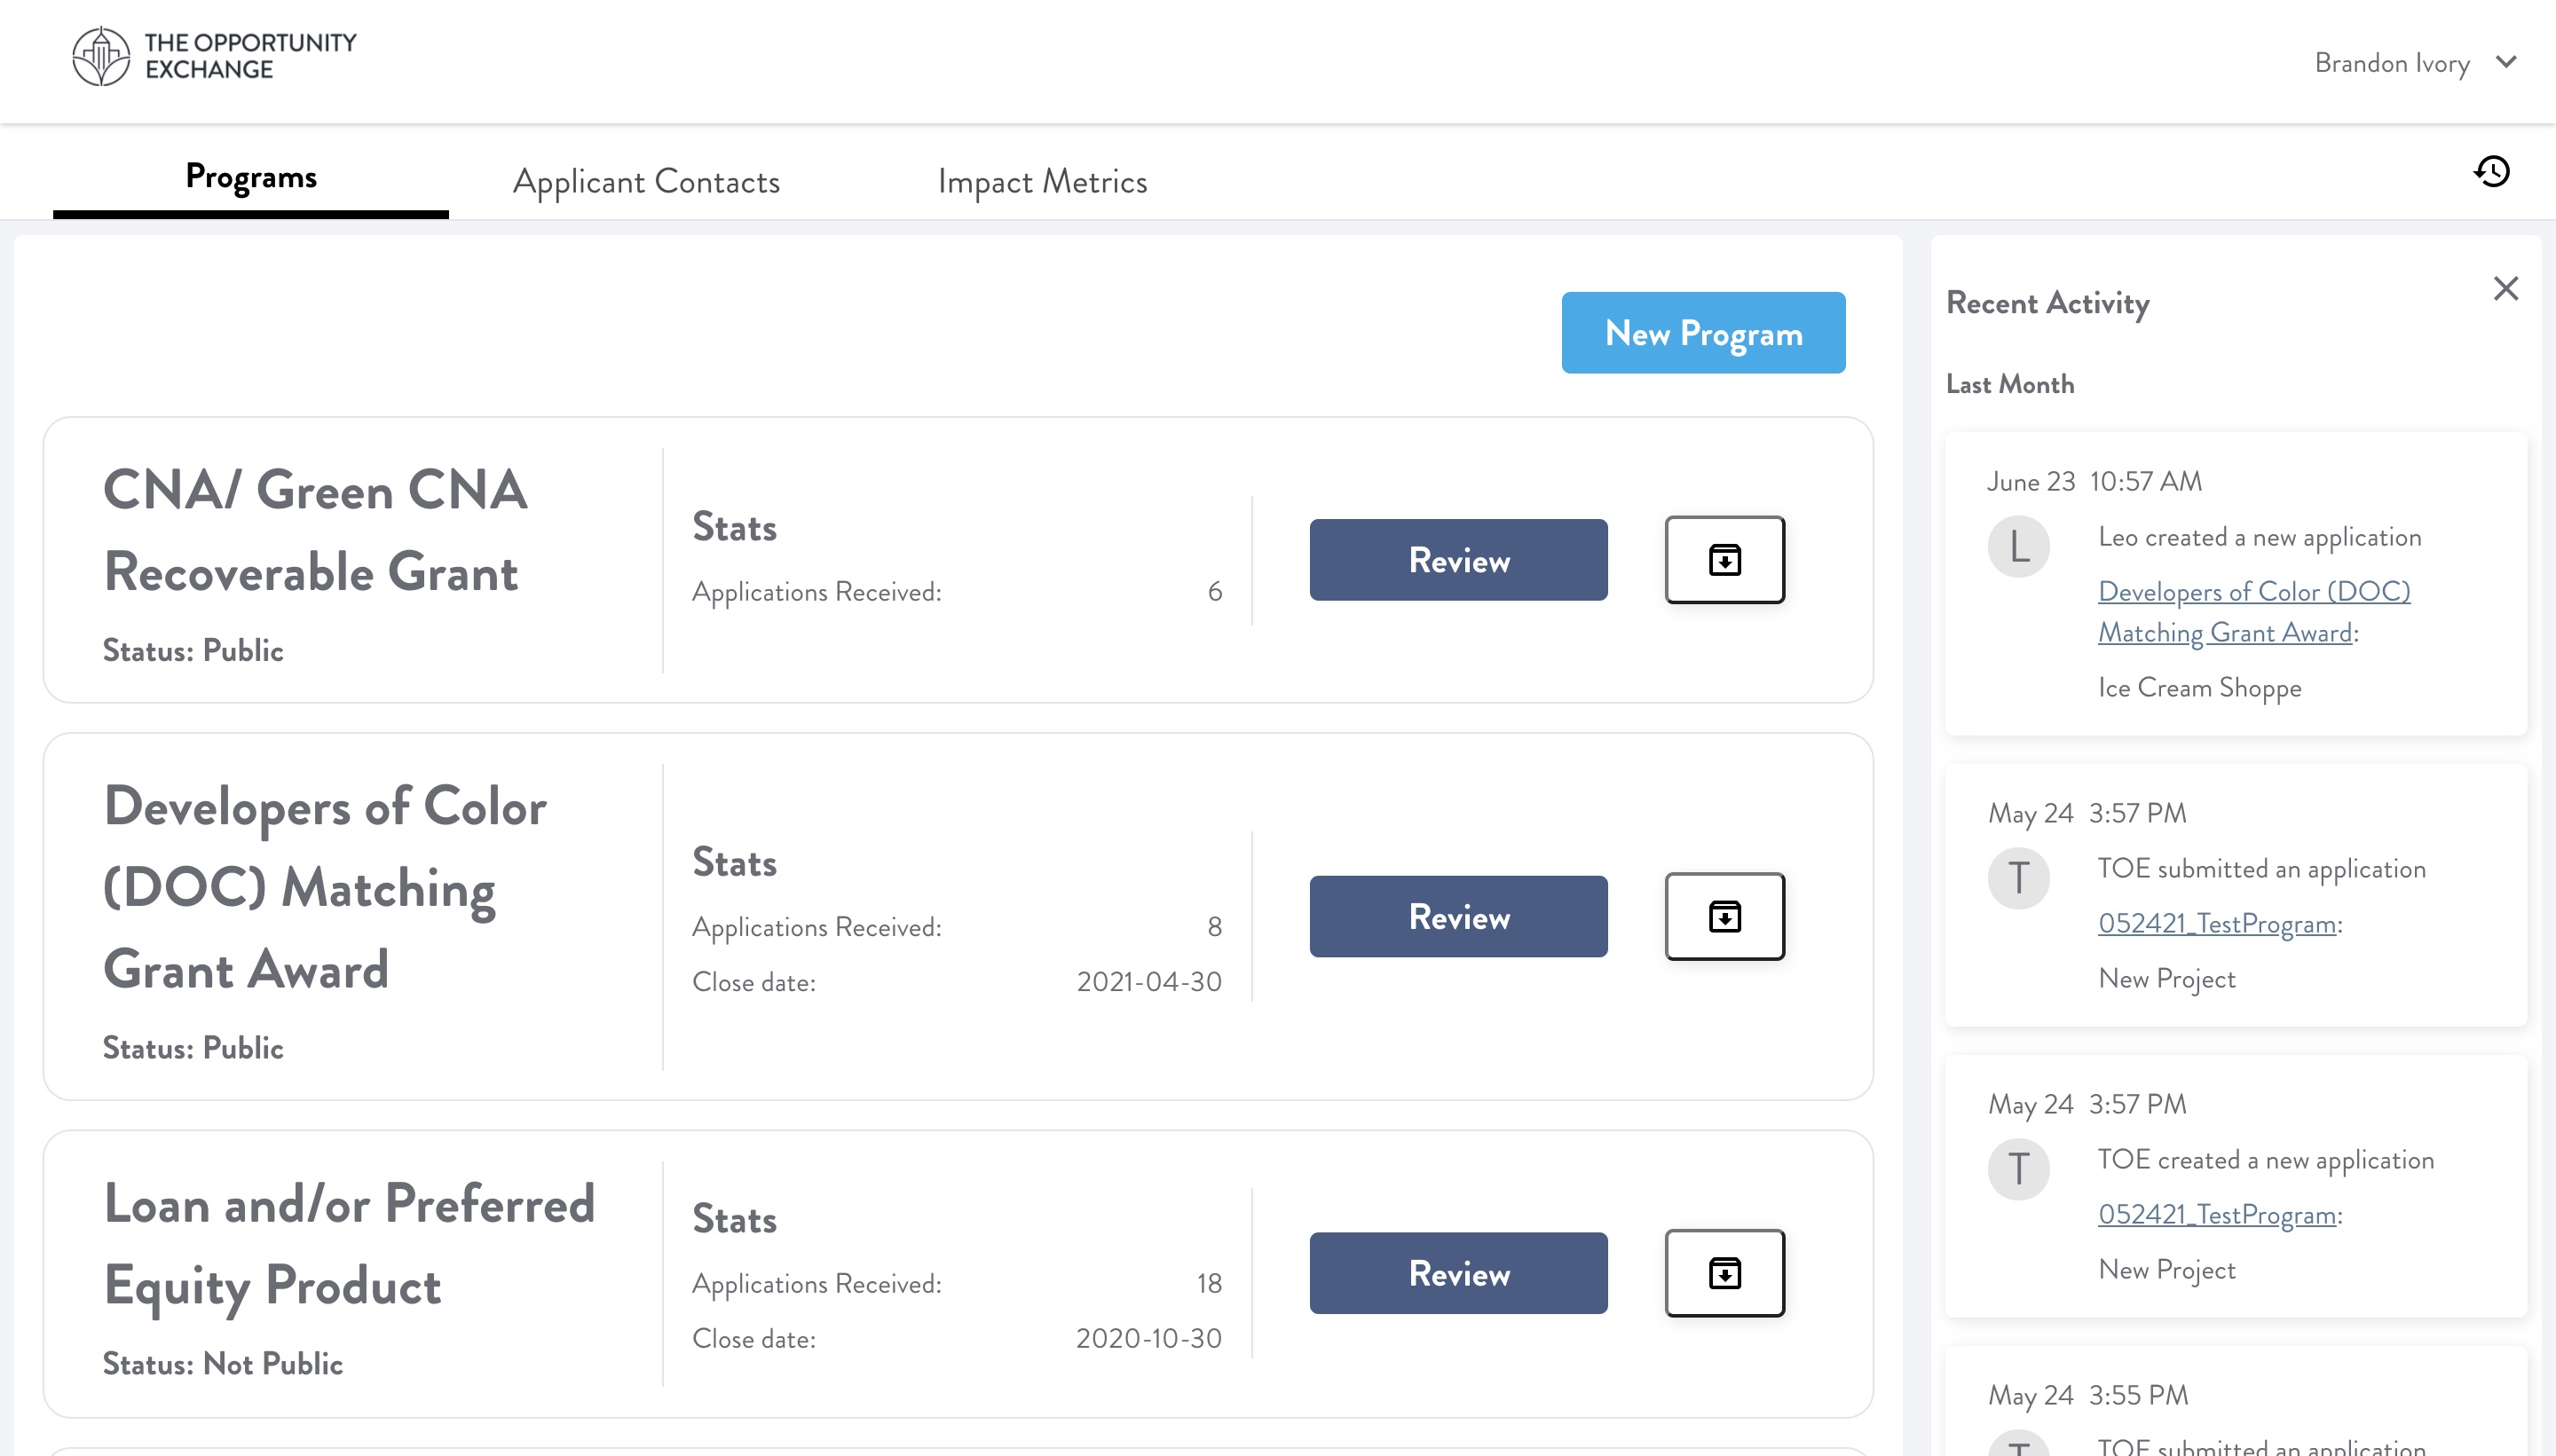 THE OPPORTUNITY
EXCHANGE
Brandon Ivory
Programs
Applicant Contacts
Impact Metrics
New Program
CNA/ Green CNA
Recoverable Grant
Status: Public
Stats
Applications Received: 6
Review
Developers of Color
(DOC) Matching
Grant Award
Status: Public
Stats
Applications Received: 8
Close date: 2021-04-30
Review
Loan and/or Preferred
Equity Product
Status: Not Public
Stats
Applications Received: 18
Close date: 2020-10-30
Review
Recent Activity
Last Month
June 23 10:57 AM
L
Leo created a new application
Developers of Color (DOC)
Matching Grant Award:
Ice Cream Shoppe
May 24 3:57 PM
T
TOE submitted an application
052421_TestProgram:
New Project
May 24 3:57 PM
T
TOE created a new application
052421_TestProgram:
New Project
May 24 3:55 PM
T
TOE submitted an application